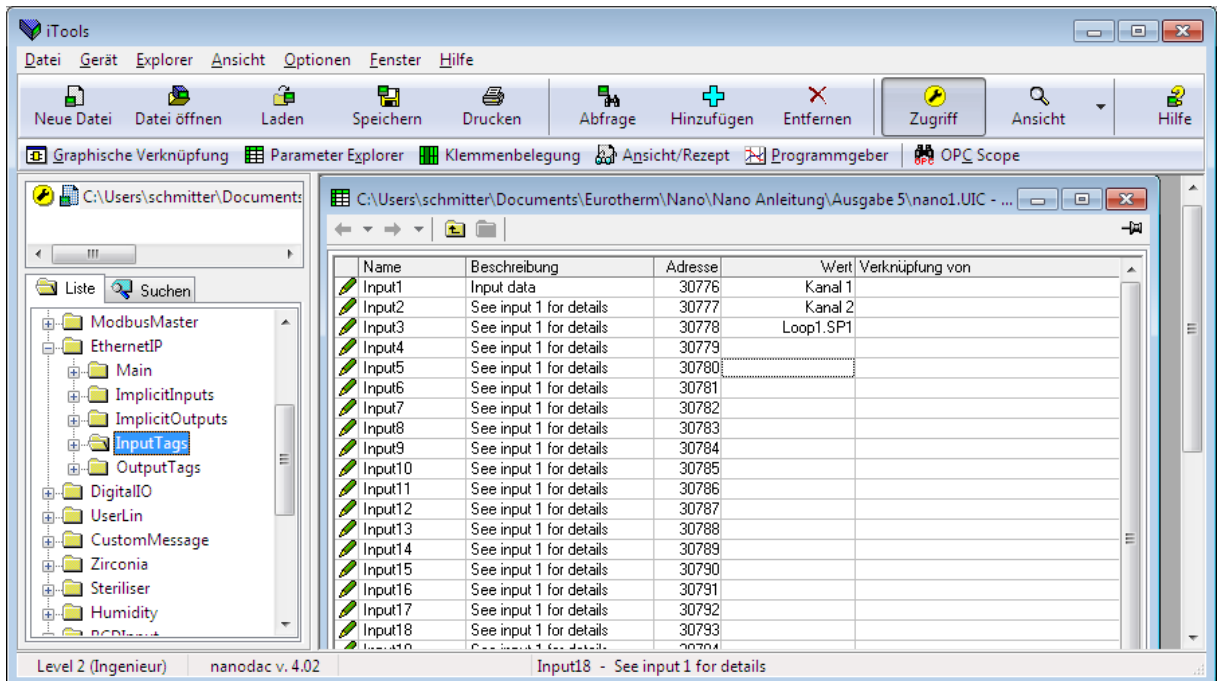 iTools
Datei Gerät Explorer Ansicht Optionen Fenster Hilfe
Neue Datei Datei öffnen Laden Speichern Drucken Abfrage Hinzufügen Entfernen Zugriff Ansicht Hilfe
Graphische Verknüpfung Parameter Explorer Klemmenbelegung Ansicht/Rezept Programmgeber OPC Scope
C:\Users\schmitter\Documents
Liste Suchen
ModbusMaster
EthernetIP
Main
ImplicitInputs
ImplicitOutputs
InputTags
OutputTags
DigitalIO
UserLin
CustomMessage
Zirconia
Steriliser
Humidity
C:\Users\schmitter\Documents\Eurotherm\Nano\Nano Anleitung\Ausgabe 5\nano1.UIC - ...
Name Beschreibung Adresse Wert Verknüpfung von
Input1 Input data 30776 Kanal 1
Input2 See input 1 for details 30777 Kanal 2
Input3 See input 1 for details 30778 Loop1.SP1
Input4 See input 1 for details 30779
Input5 See input 1 for details 30780
Input6 See input 1 for details 30781
Input7 See input 1 for details 30782
Input8 See input 1 for details 30783
Input9 See input 1 for details 30784
Input10 See input 1 for details 30785
Input11 See input 1 for details 30786
Input12 See input 1 for details 30787
Input13 See input 1 for details 30788
Input14 See input 1 for details 30789
Input15 See input 1 for details 30790
Input16 See input 1 for details 30791
Input17 See input 1 for details 30792
Input18 See input 1 for details 30793
Level 2 (Ingenieur) nanodac v. 4.02 Input18 - See input 1 for details